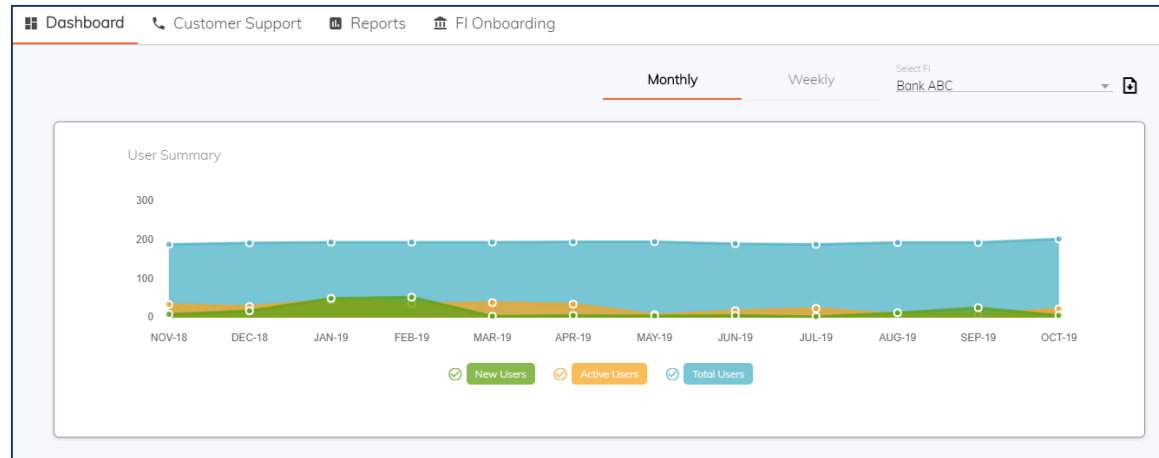 Dashboard Customer Support Reports FI Onboarding
Monthly Weekly Select FI
Bank ABC
User Summary
300
200
100
0
NOV-18 DEC-18 JAN-19 FEB-19 MAR-19 APR-19 MAY-19 JUN-19 JUL-19 AUG-19 SEP-19 OCT-19
New Users Active Users Total Users